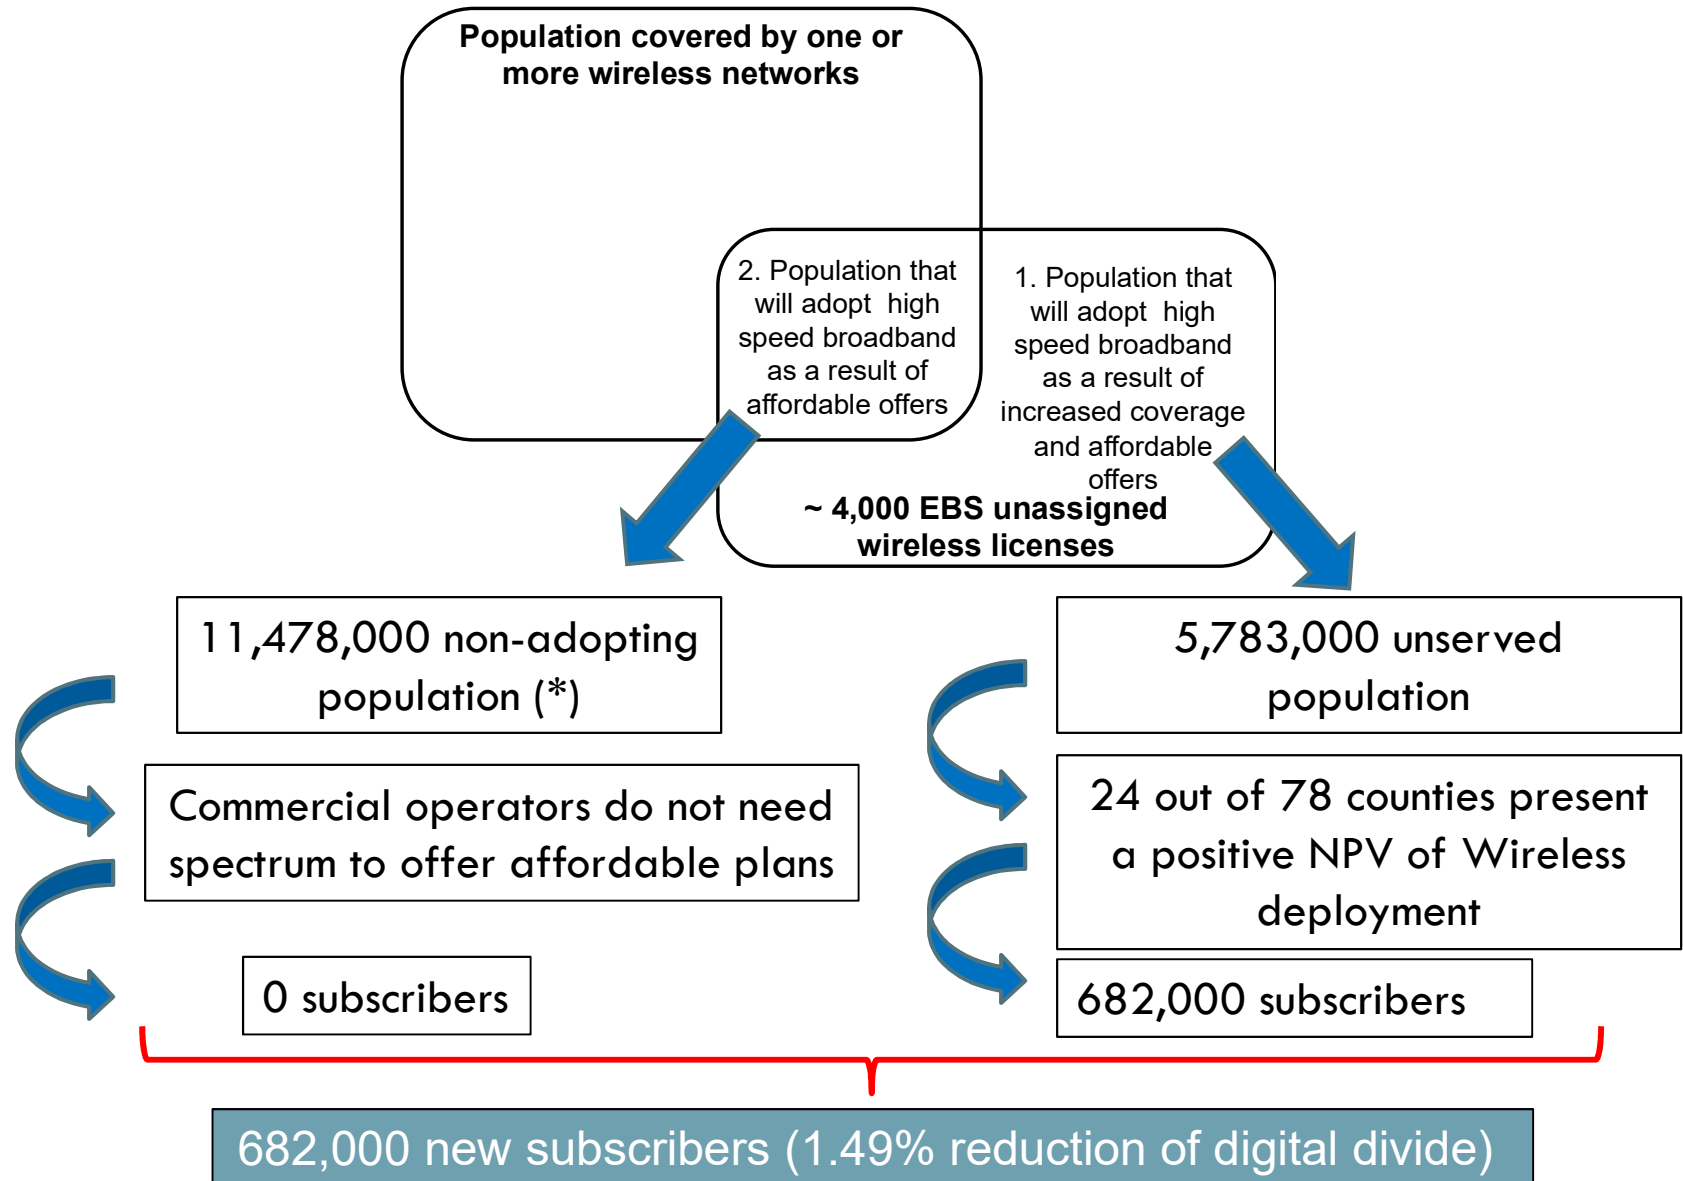 Population covered by one or
more wireless networks
2. Population that
will adopt high
speed broadband
as a result of
affordable offers
1. Population that
will adopt high
speed broadband
as a result of
increased coverage
and affordable
offers
~ 4,000 EBS unassigned
wireless licenses
11,478,000 non-adopting
population (*)
5,783,000 unserved
population
Commercial operators do not need
spectrum to offer affordable plans
24 out of 78 counties present
a positive NPV of Wireless
deployment
0 subscribers
682,000 subscribers
682,000 new subscribers (1.49% reduction of digital divide)